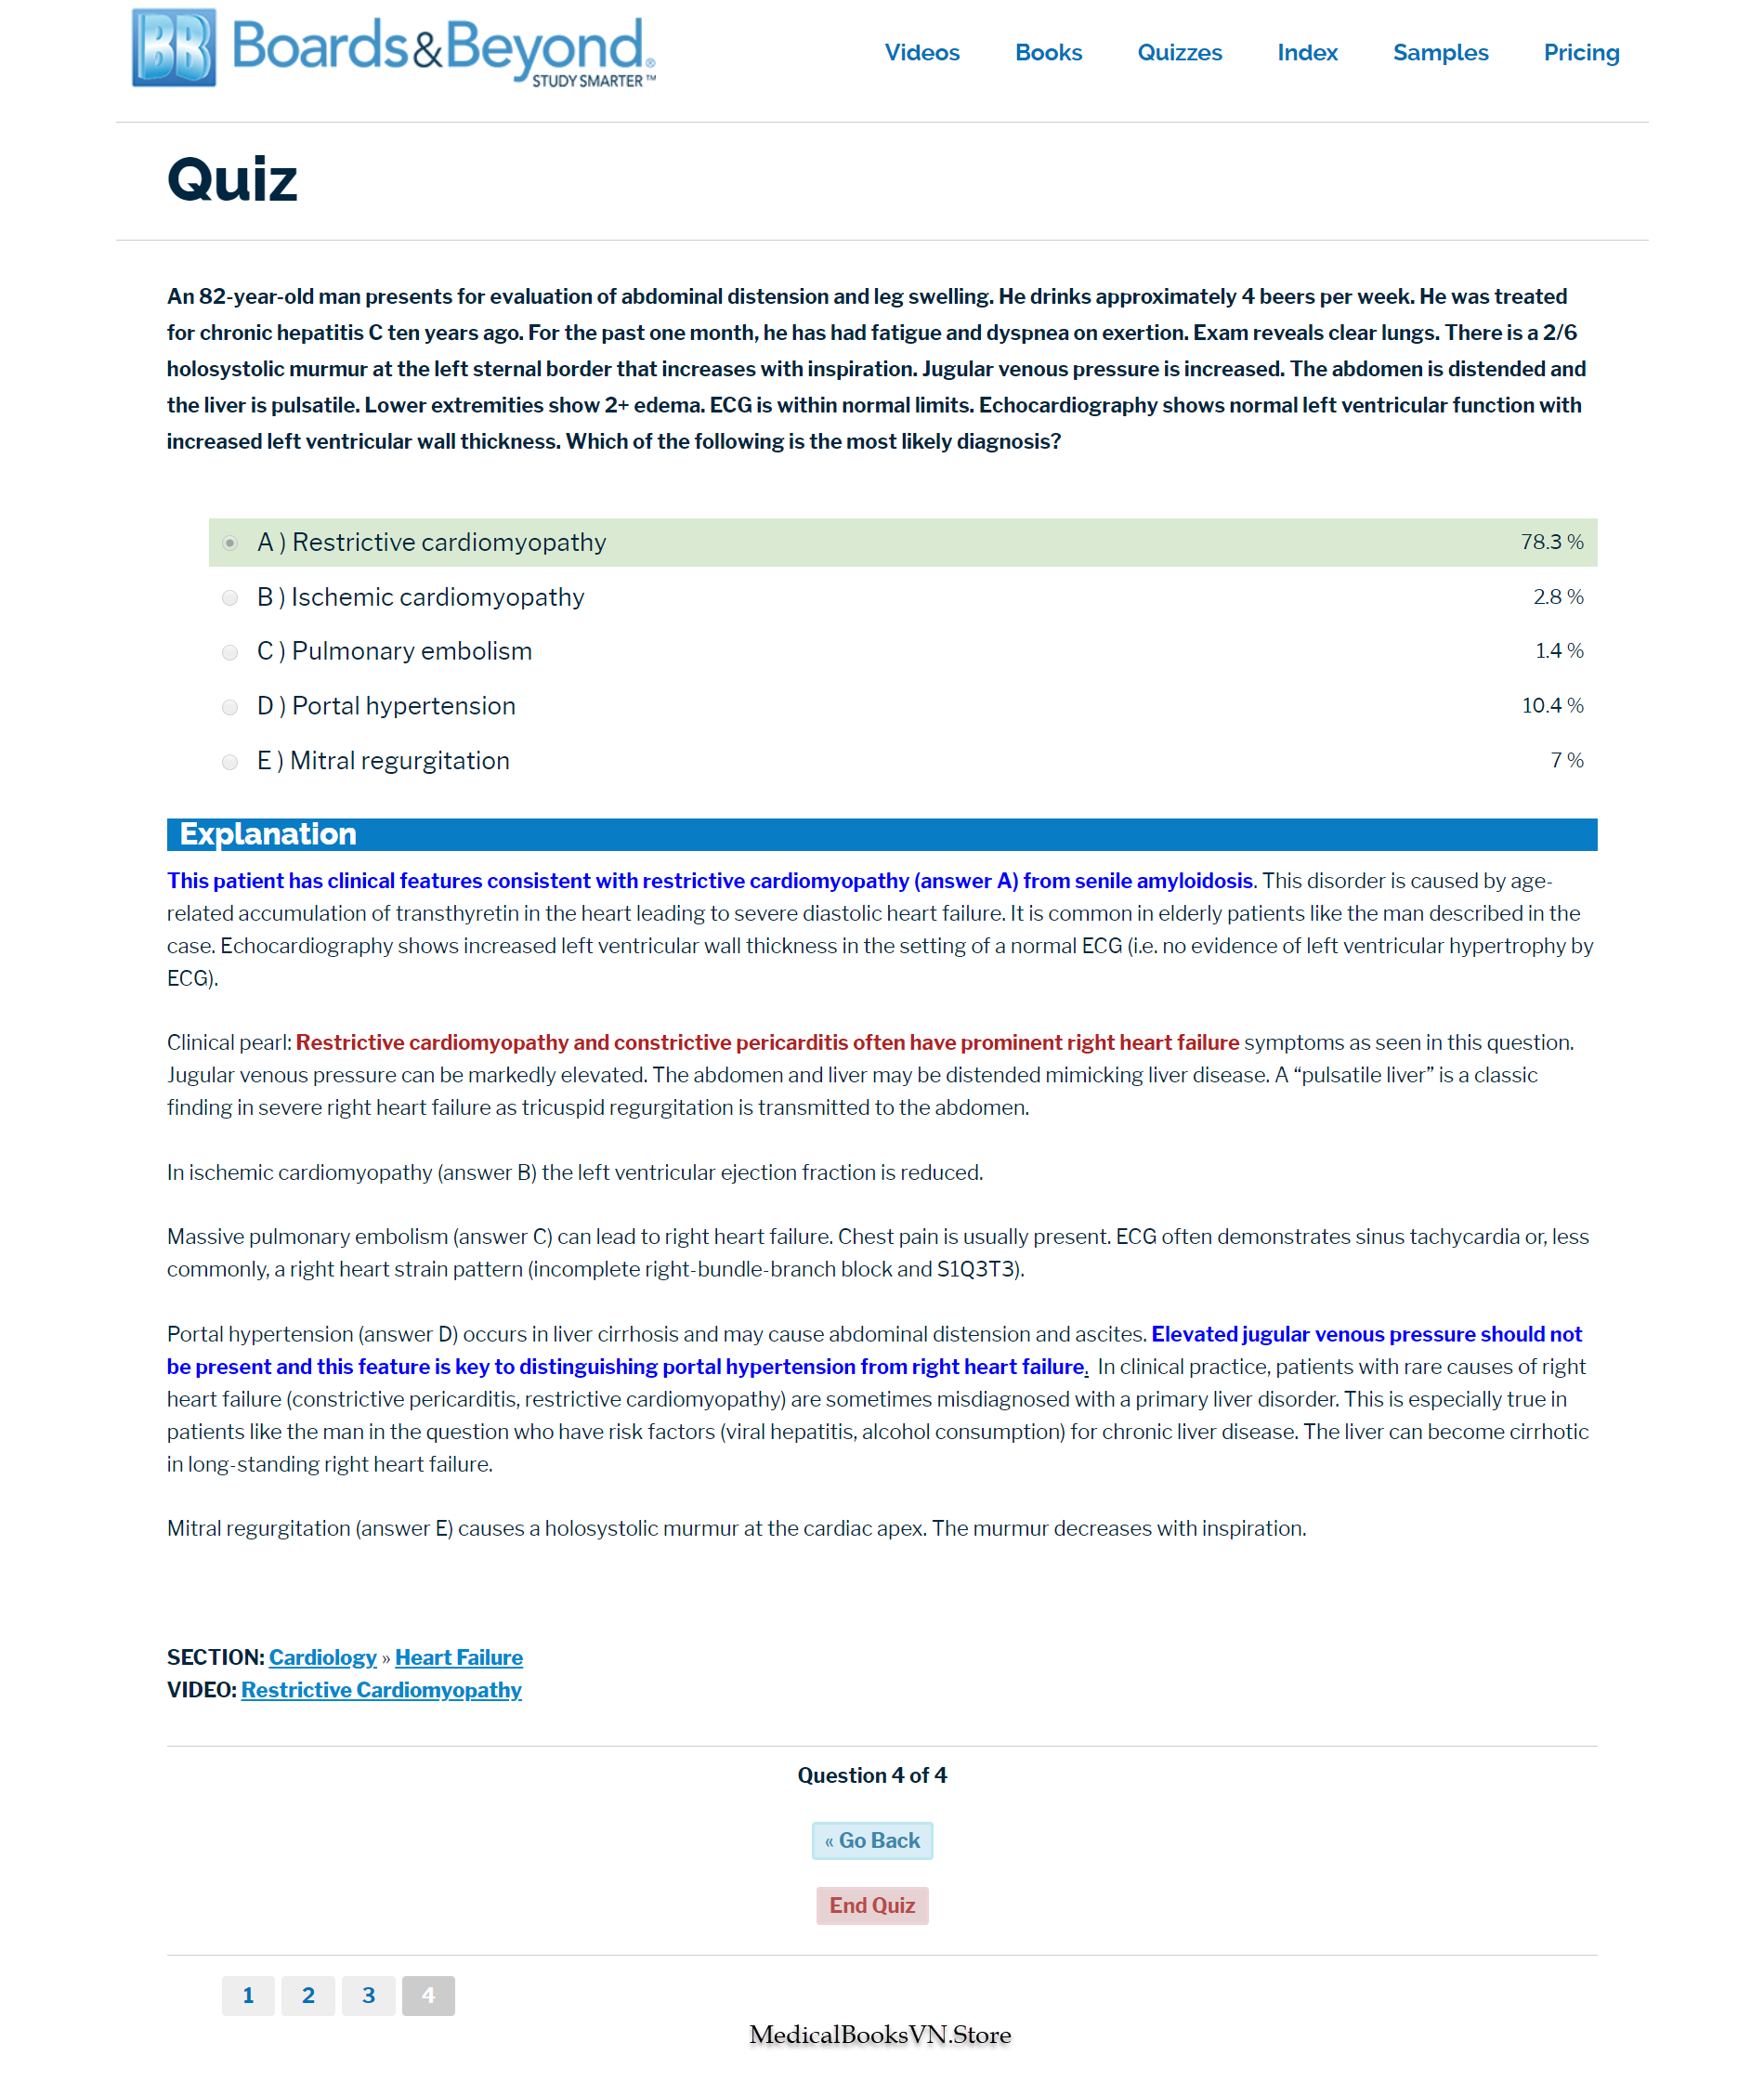 BB Boards&Beyond®
STUDY SMARTER™
Videos Books Quizzes Index Samples Pricing
Quiz
An 82-year-old man presents for evaluation of abdominal distension and leg swelling. He drinks approximately 4 beers per week. He was treated
for chronic hepatitis C ten years ago. For the past one month, he has had fatigue and dyspnea on exertion. Exam reveals clear lungs. There is a 2/6
holosystolic murmur at the left sternal border that increases with inspiration. Jugular venous pressure is increased. The abdomen is distended and
the liver is pulsatile. Lower extremities show 2+ edema. ECG is within normal limits. Echocardiography shows normal left ventricular function with
increased left ventricular wall thickness. Which of the following is the most likely diagnosis?
A ) Restrictive cardiomyopathy 78.3 %
B ) Ischemic cardiomyopathy 2.8 %
C ) Pulmonary embolism 1.4 %
D ) Portal hypertension 10.4 %
E ) Mitral regurgitation 7 %
Explanation
This patient has clinical features consistent with restrictive cardiomyopathy (answer A) from senile amyloidosis. This disorder is caused by age-
related accumulation of transthyretin in the heart leading to severe diastolic heart failure. It is common in elderly patients like the man described in the
case. Echocardiography shows increased left ventricular wall thickness in the setting of a normal ECG (i.e. no evidence of left ventricular hypertrophy by
ECG).
Clinical pearl: Restrictive cardiomyopathy and constrictive pericarditis often have prominent right heart failure symptoms as seen in this question.
Jugular venous pressure can be markedly elevated. The abdomen and liver may be distended mimicking liver disease. A “pulsatile liver” is a classic
finding in severe right heart failure as tricuspid regurgitation is transmitted to the abdomen.
In ischemic cardiomyopathy (answer B) the left ventricular ejection fraction is reduced.
Massive pulmonary embolism (answer C) can lead to right heart failure. Chest pain is usually present. ECG often demonstrates sinus tachycardia or, less
commonly, a right heart strain pattern (incomplete right-bundle-branch block and S1Q3T3).
Portal hypertension (answer D) occurs in liver cirrhosis and may cause abdominal distension and ascites. Elevated jugular venous pressure should not
be present and this feature is key to distinguishing portal hypertension from right heart failure. In clinical practice, patients with rare causes of right
heart failure (constrictive pericarditis, restrictive cardiomyopathy) are sometimes misdiagnosed with a primary liver disorder. This is especially true in
patients like the man in the question who have risk factors (viral hepatitis, alcohol consumption) for chronic liver disease. The liver can become cirrhotic
in long-standing right heart failure.
Mitral regurgitation (answer E) causes a holosystolic murmur at the cardiac apex. The murmur decreases with inspiration.
SECTION: Cardiology » Heart Failure
VIDEO: Restrictive Cardiomyopathy
Question 4 of 4
« Go Back
End Quiz
1 2 3 4
MedicalBooksVN.Store